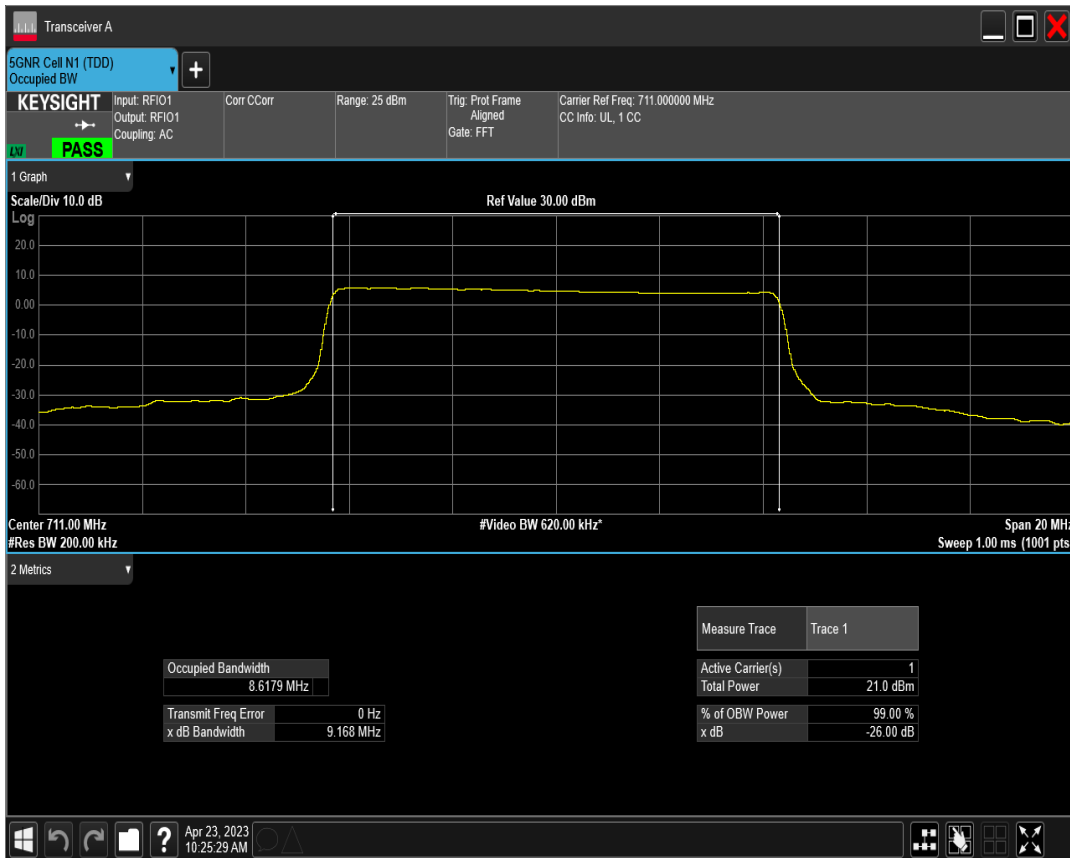 Transceiver A
5GNR Cell N1 (TDD)
Occupied BW
+
KEYSIGHT
LXI
PASS
Input: RFIO1
Output: RFIO1
Coupling: AC
Corr CCorr
Range: 25 dBm
Trig: Prot Frame
Aligned
Gate: FFT
Carrier Ref Freq: 711.000000 MHz
CC Info: UL, 1 CC
1 Graph
Scale/Div 10.0 dB
Ref Value 30.00 dBm
Log
20.0
10.0
0.00
-10.0
-20.0
-30.0
-40.0
-50.0
-60.0
Center 711.00 MHz
#Video BW 620.00 kHz*
Span 20 MHz
#Res BW 200.00 kHz
Sweep 1.00 ms (1001 pts
2 Metrics
Measure Trace Trace 1
Occupied Bandwidth
8.6179 MHz
Transmit Freq Error 0 Hz
x dB Bandwidth 9.168 MHz
Active Carrier(s) 1
Total Power 21.0 dBm
% of OBW Power 99.00 %
x dB -26.00 dB
?
Apr 23, 2023
10:25:29 AM